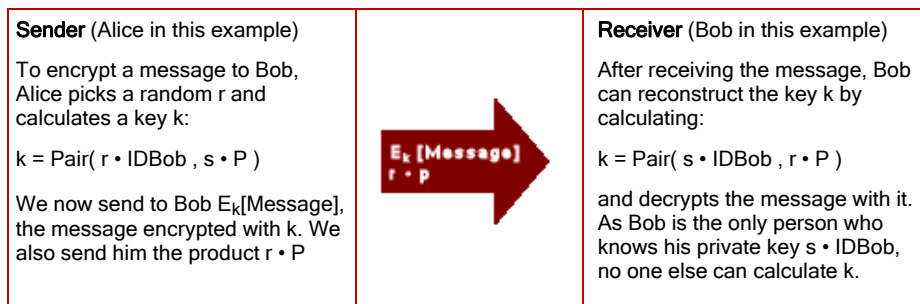 Sender (Alice in this example)
To encrypt a message to Bob,
Alice picks a random r and
calculates a key k:
k = Pair( r • IDBob , s • P )
We now send to Bob Ek[Message],
the message encrypted with k. We
also send him the product r • P
Ek [Message]
r • p
Receiver (Bob in this example)
After receiving the message, Bob
can reconstruct the key k by
calculating:
k = Pair( s • IDBob , r • P )
and decrypts the message with it.
As Bob is the only person who
knows his private key s • IDBob,
no one else can calculate k.